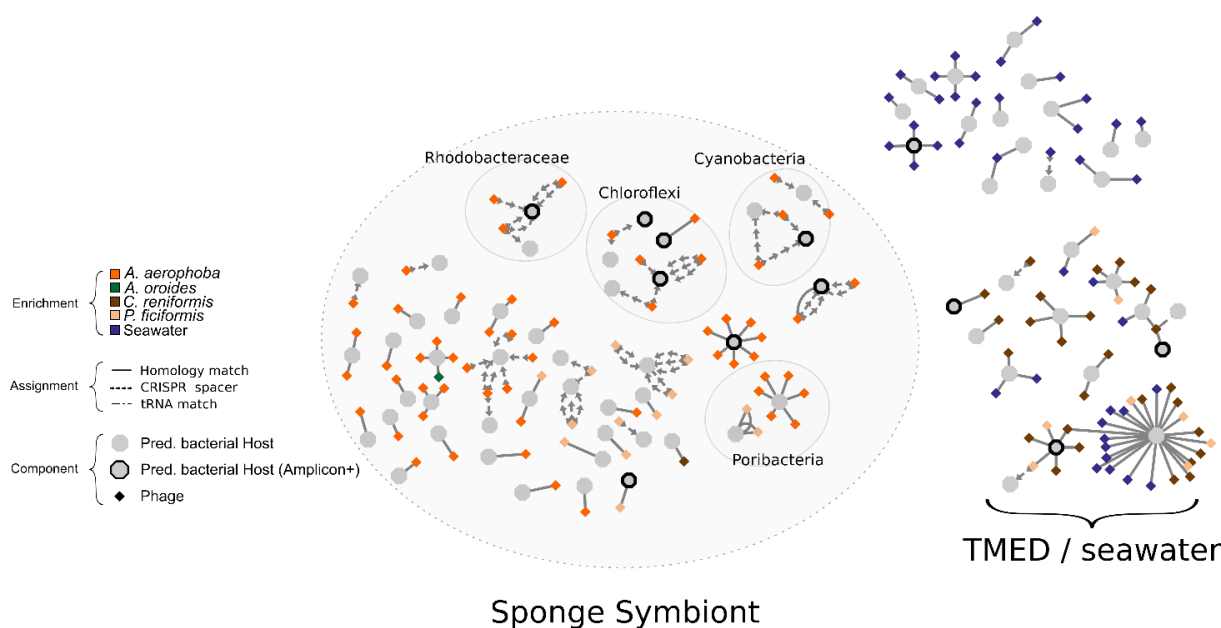 Rhodobacteraceae
Cyanobacteria
Chloroflexi
Enrichment
A. aerophoba
A. oroides
C. reniformis
P. ficiformis
Seawater
Assignment
Homology match
CRISPR spacer
tRNA match
Component
Pred. bacterial Host
Pred. bacterial Host (Amplicon+)
Phage
Poribacteria
TMED / seawater
Sponge Symbiont